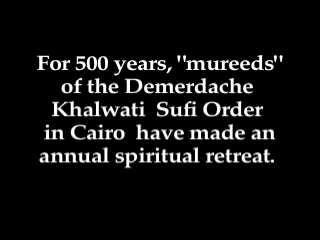 For 500 years, "mureeds"
of the Demerdache
Khalwati Sufi Order
in Cairo have made an
annual spiritual retreat.